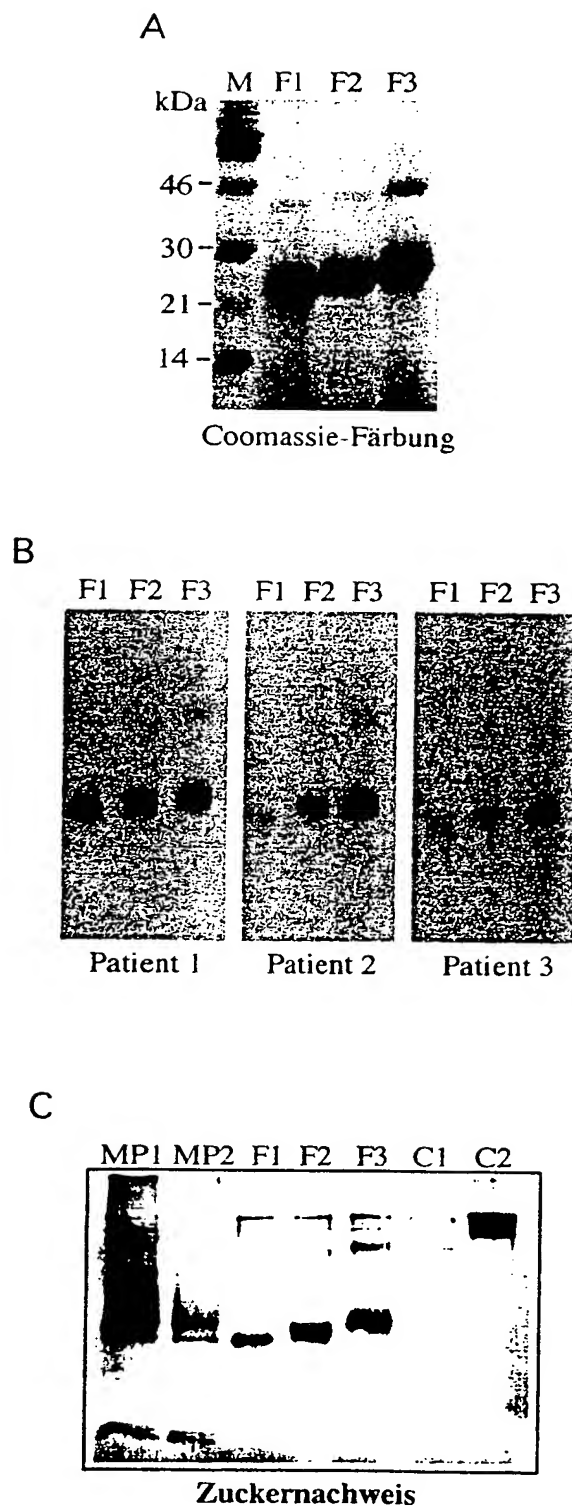 A
M F1 F2 F3
kDa
46
30
21
14
Coomassie-Färbung
B
F1 F2 F3 F1 F2 F3 F1 F2 F3
Patient 1 Patient 2 Patient 3
C
MP1 MP2 F1 F2 F3 C1 C2
Zuckernachweis